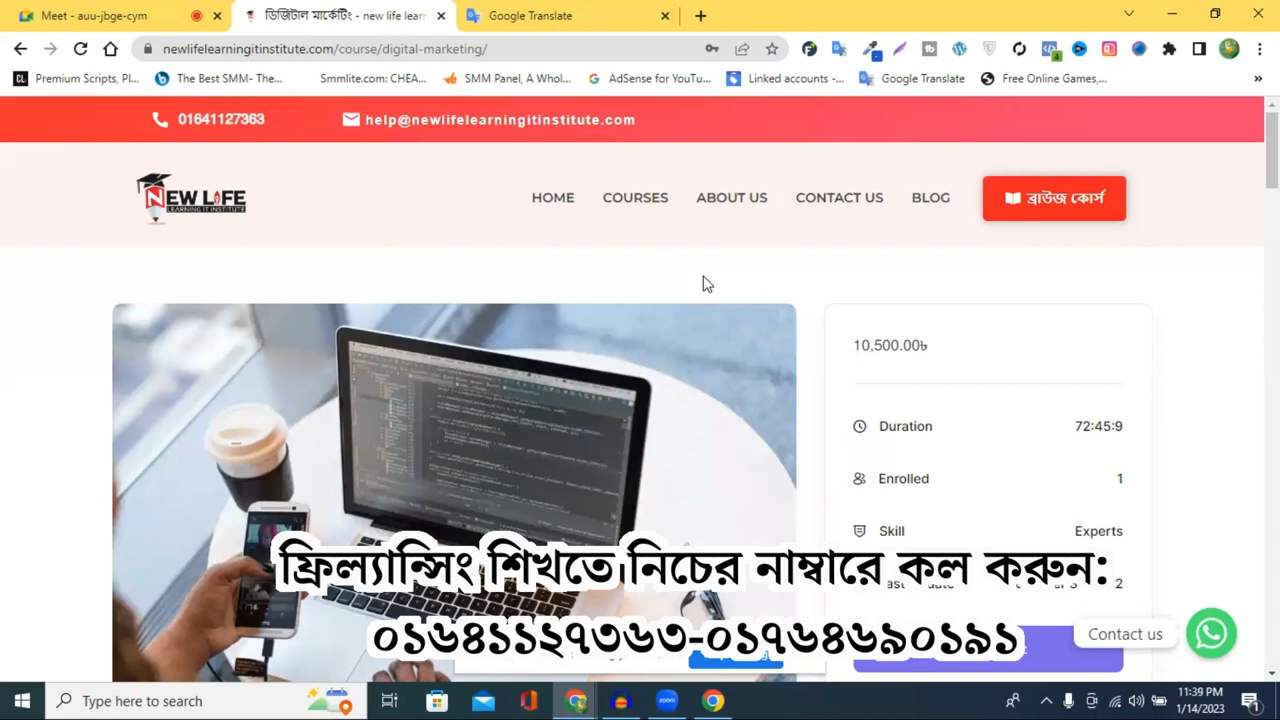 Meet - auu-jbge-cym
ডিজিটাল মার্কেটিং - new life learn
Google Translate
newlifelearningitinstitute.com/course/digital-marketing/
Premium Scripts, Pl...
The Best SMM- The...
Smmlite.com: CHEA...
SMM Panel, A Whol...
AdSense for YouTu...
Linked accounts -...
Google Translate
Free Online Games,...
01641127363
help@newlifelearningitinstitute.com
NEW LIFE
LEARNING IT INSTITUTE
HOME
COURSES
ABOUT US
CONTACT US
BLOG
ব্রাউজ কোর্স
10,500.00৳
Duration
72:45:9
Enrolled
1
Skill
Experts
ফ্রিল্যান্সিং শিখতে নিচের নাম্বারে কল করুন:
০১৬৪১১২৭৩৬৩-০১৭৬৪৬৯০১৯১
Contact us
Type here to search
zoom
11:39 PM
1/14/2023